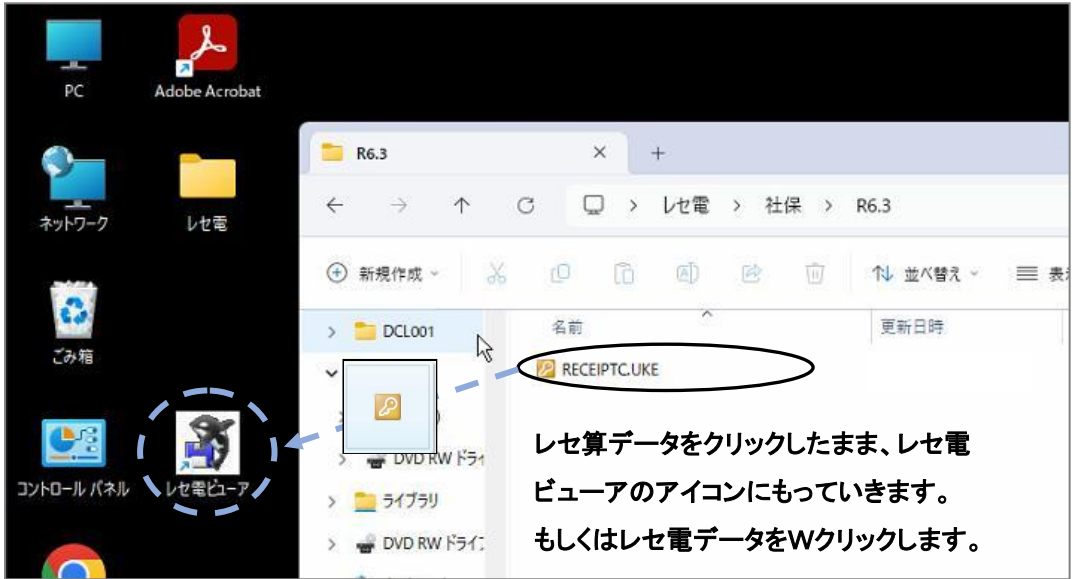 PC
Adobe Acrobat
ネットワーク
レセ電
ごみ箱
コントロール パネル
レセ電ビューア
R6.3
レセ電 > 社保 > R6.3
新規作成
並べ替え
DCL001
DVD RW ドライ
ライブラリ
DVD RW ドライブ
名前
更新日時
RECEIPTC.UKE
レセ算データをクリックしたまま、レセ電
ビューアのアイコンにもっていきます。
もしくはレセ電データをWクリックします。